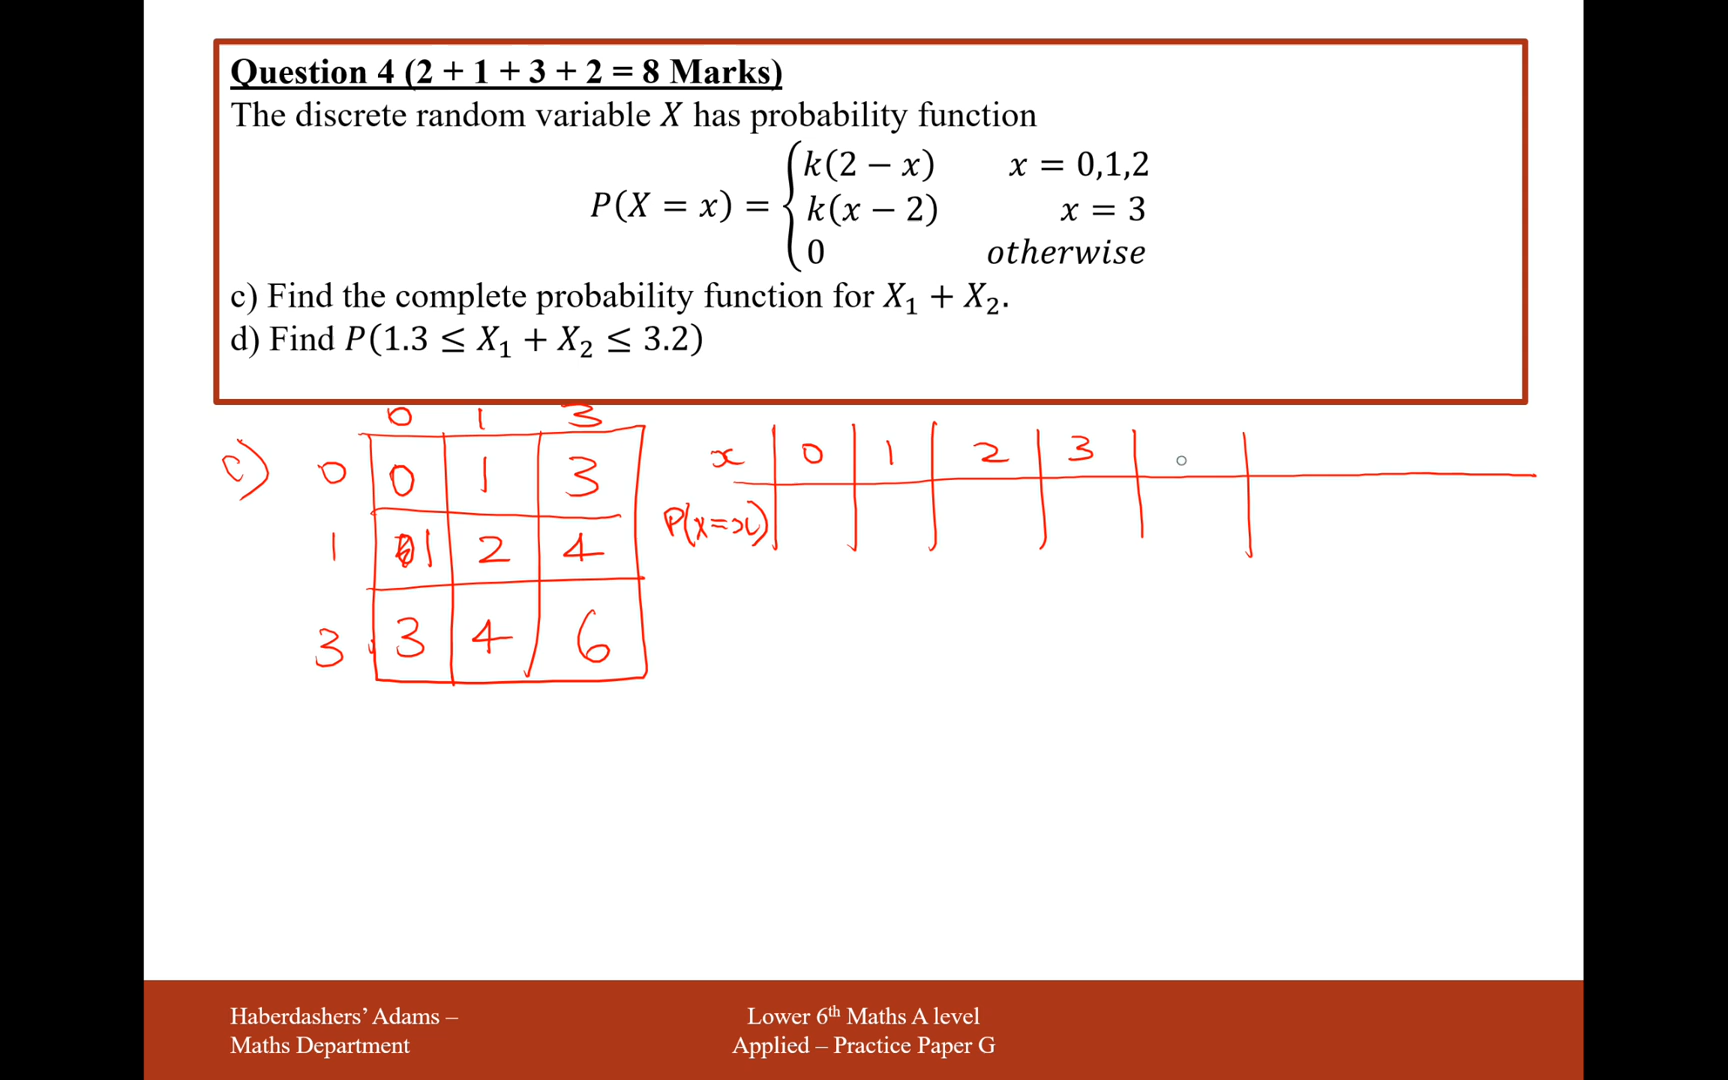 Question 4 (2 + 1 + 3 + 2 = 8 Marks)
The discrete random variable X has probability function
k(2 − x) x = 0,1,2
P(X = x) = { k(x − 2) x = 3
0 otherwise
c) Find the complete probability function for X₁ + X₂.
d) Find P(1.3 ≤ X₁ + X₂ ≤ 3.2)
0 1 3
c) 0 0 1 3
1 1 2 4
3 3 4 6
x 0 1 2 3
P(X=x)
Haberdashers’ Adams –
Maths Department
Lower 6th Maths A level
Applied – Practice Paper G